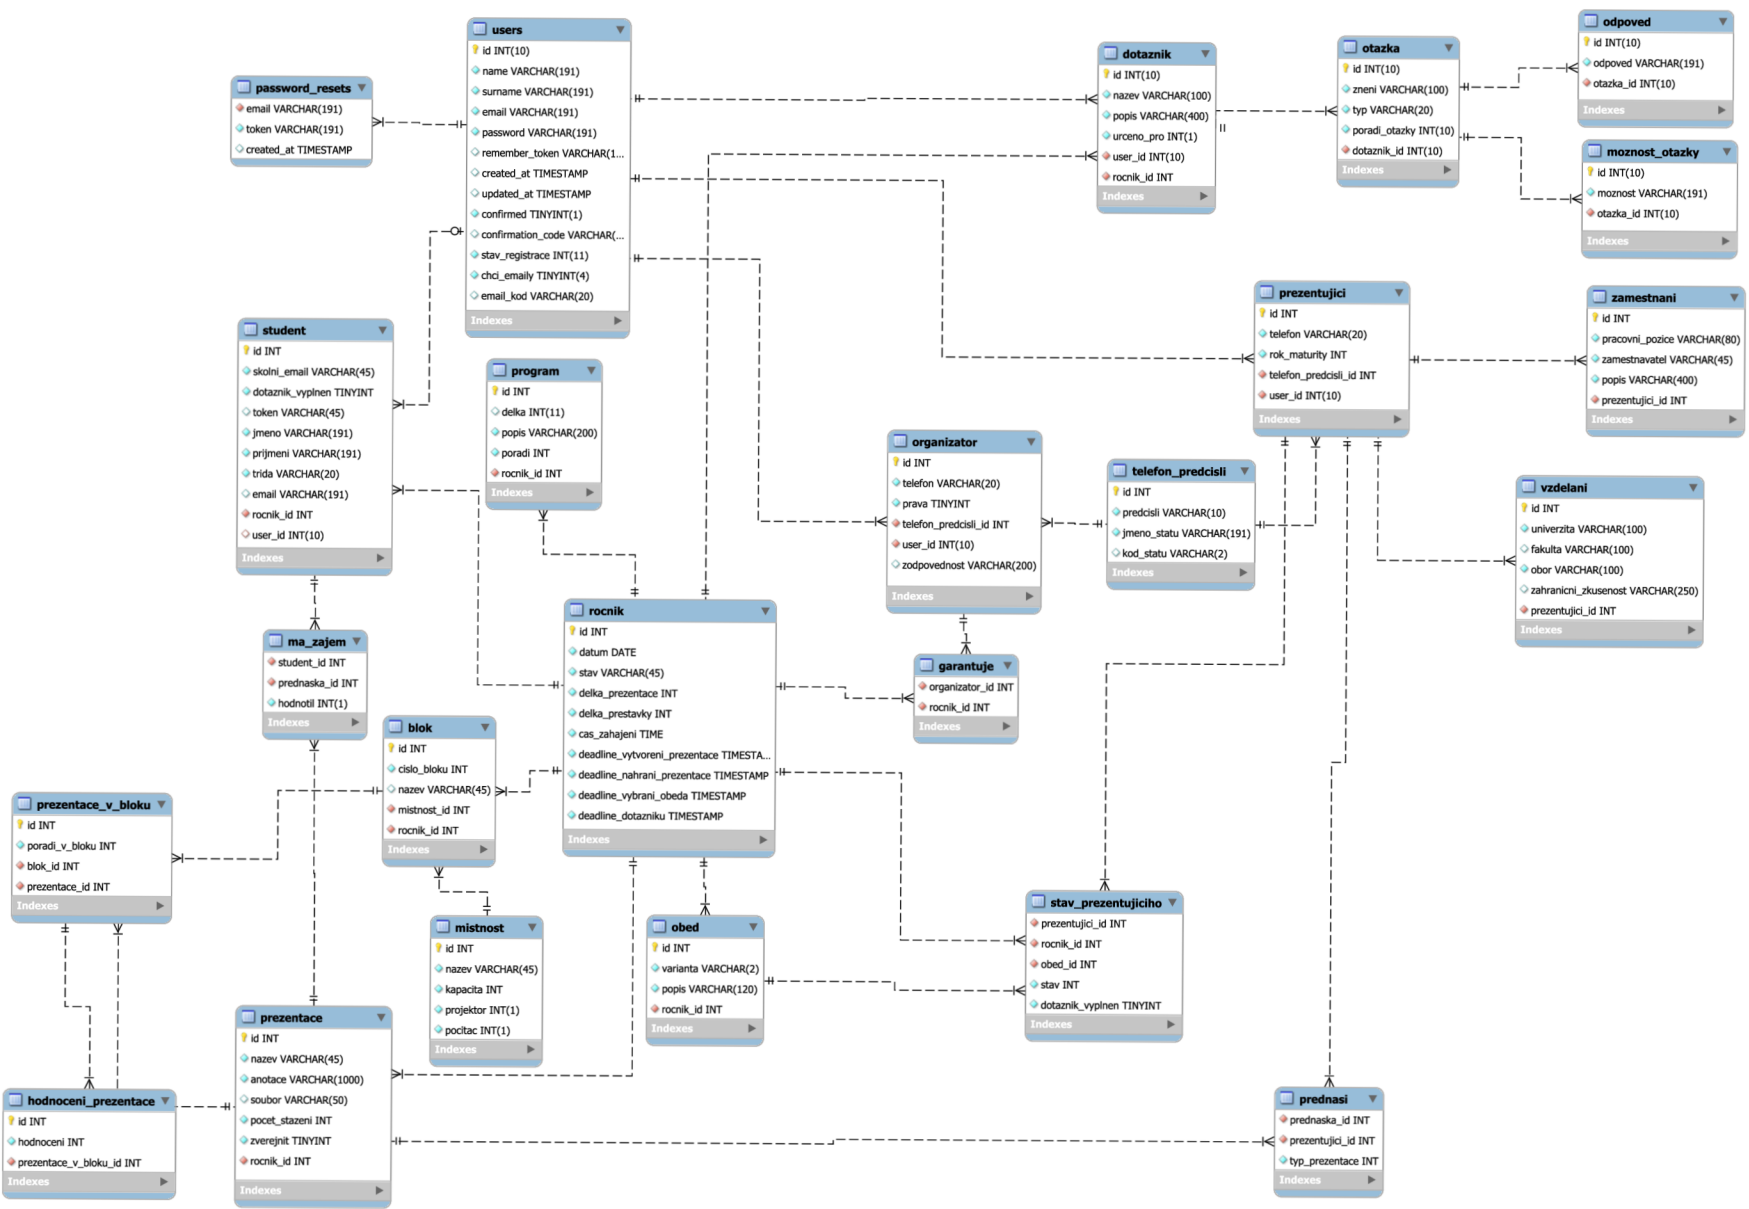 users
id INT(10)
name VARCHAR(191)
surname VARCHAR(191)
email VARCHAR(191)
password VARCHAR(191)
remember_token VARCHAR(1...
created_at TIMESTAMP
updated_at TIMESTAMP
confirmed TINYINT(1)
confirmation_code VARCHAR(...
stav_registrace INT(11)
chci_emaily TINYINT(4)
email_kod VARCHAR(20)
Indexes
password_resets
email VARCHAR(191)
token VARCHAR(191)
created_at TIMESTAMP
dotaznik
id INT(10)
nazev VARCHAR(100)
popis VARCHAR(400)
urceno_pro INT(1)
user_id INT(10)
rocnik_id INT
Indexes
otazka
id INT(10)
zneni VARCHAR(100)
typ VARCHAR(20)
poradi_otazky INT(10)
dotaznik_id INT(10)
Indexes
odpoved
id INT(10)
odpoved VARCHAR(191)
otazka_id INT(10)
Indexes
moznost_otazky
id INT(10)
moznost VARCHAR(191)
otazka_id INT(10)
Indexes
student
id INT
skolni_email VARCHAR(45)
dotaznik_vyplnen TINYINT
token VARCHAR(45)
jmeno VARCHAR(191)
prijmeni VARCHAR(191)
trida VARCHAR(20)
email VARCHAR(191)
rocnik_id INT
user_id INT(10)
Indexes
program
id INT
delka INT(11)
popis VARCHAR(200)
poradi INT
rocnik_id INT
Indexes
prezentujici
id INT
telefon VARCHAR(20)
rok_maturity INT
telefon_predcisli_id INT
user_id INT(10)
Indexes
zamestnani
id INT
pracovni_pozice VARCHAR(80)
zamestnavatel VARCHAR(45)
popis VARCHAR(400)
prezentujici_id INT
Indexes
organizator
id INT
telefon VARCHAR(20)
prava TINYINT
telefon_predcisli_id INT
user_id INT(10)
zodpovednost VARCHAR(200)
Indexes
telefon_predcisli
id INT
predcisli VARCHAR(10)
jmeno_statu VARCHAR(191)
kod_statu VARCHAR(2)
Indexes
vzdelani
id INT
univerzita VARCHAR(100)
fakulta VARCHAR(100)
obor VARCHAR(100)
zahranicni_zkusenost VARCHAR(250)
prezentujici_id INT
Indexes
ma_zajem
student_id INT
prednaska_id INT
hodnotil INT(1)
Indexes
rocnik
id INT
datum DATE
stav VARCHAR(45)
delka_prezentace INT
delka_prestavky INT
cas_zahajeni TIME
deadline_vytvoreni_prezentace TIMESTA...
deadline_nahrani_prezentace TIMESTAMP
deadline_vybrani_obeda TIMESTAMP
deadline_dotazniku TIMESTAMP
Indexes
garantuje
organizator_id INT
rocnik_id INT
Indexes
blok
id INT
cislo_bloku INT
nazev VARCHAR(45)
mistnost_id INT
rocnik_id INT
Indexes
prezentace_v_bloku
id INT
poradi_v_bloku INT
blok_id INT
prezentace_id INT
Indexes
mistnost
id INT
nazev VARCHAR(45)
kapacita INT
projektor INT(1)
pocitac INT(1)
Indexes
obed
id INT
varianta VARCHAR(2)
popis VARCHAR(120)
rocnik_id INT
Indexes
stav_prezentujiciho
prezentujici_id INT
rocnik_id INT
obed_id INT
stav INT
dotaznik_vyplnen TINYINT
Indexes
prezentace
id INT
nazev VARCHAR(45)
anotace VARCHAR(1000)
soubor VARCHAR(50)
pocet_stazeni INT
zverejnit TINYINT
rocnik_id INT
Indexes
hodnoceni_prezentace
id INT
hodnoceni INT
prezentace_v_bloku_id INT
Indexes
prednasi
prednaska_id INT
prezentujici_id INT
typ_prezentace INT
Indexes